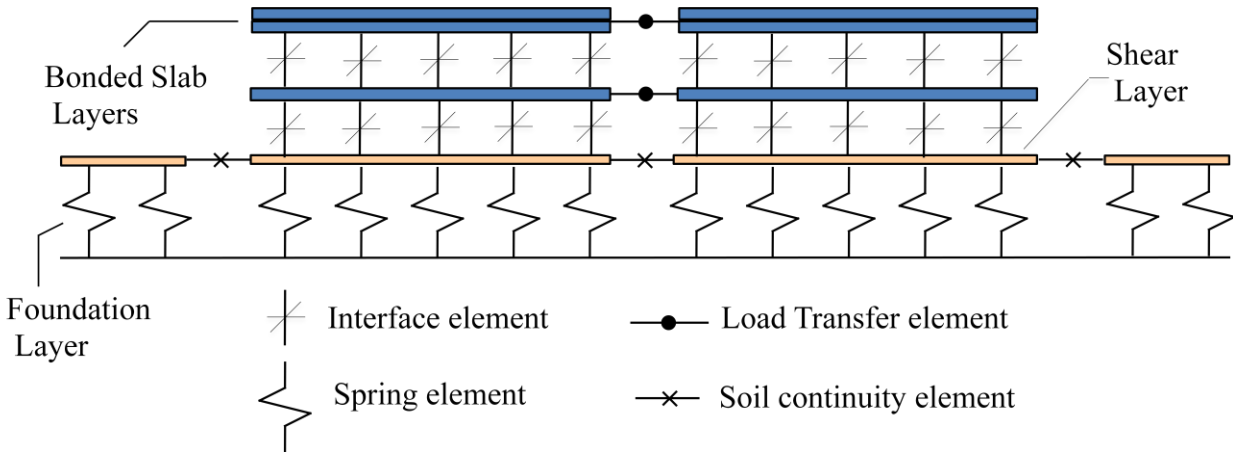 Bonded Slab
Layers
Shear
Layer
Foundation
Layer
Interface element
Load Transfer element
Spring element
Soil continuity element